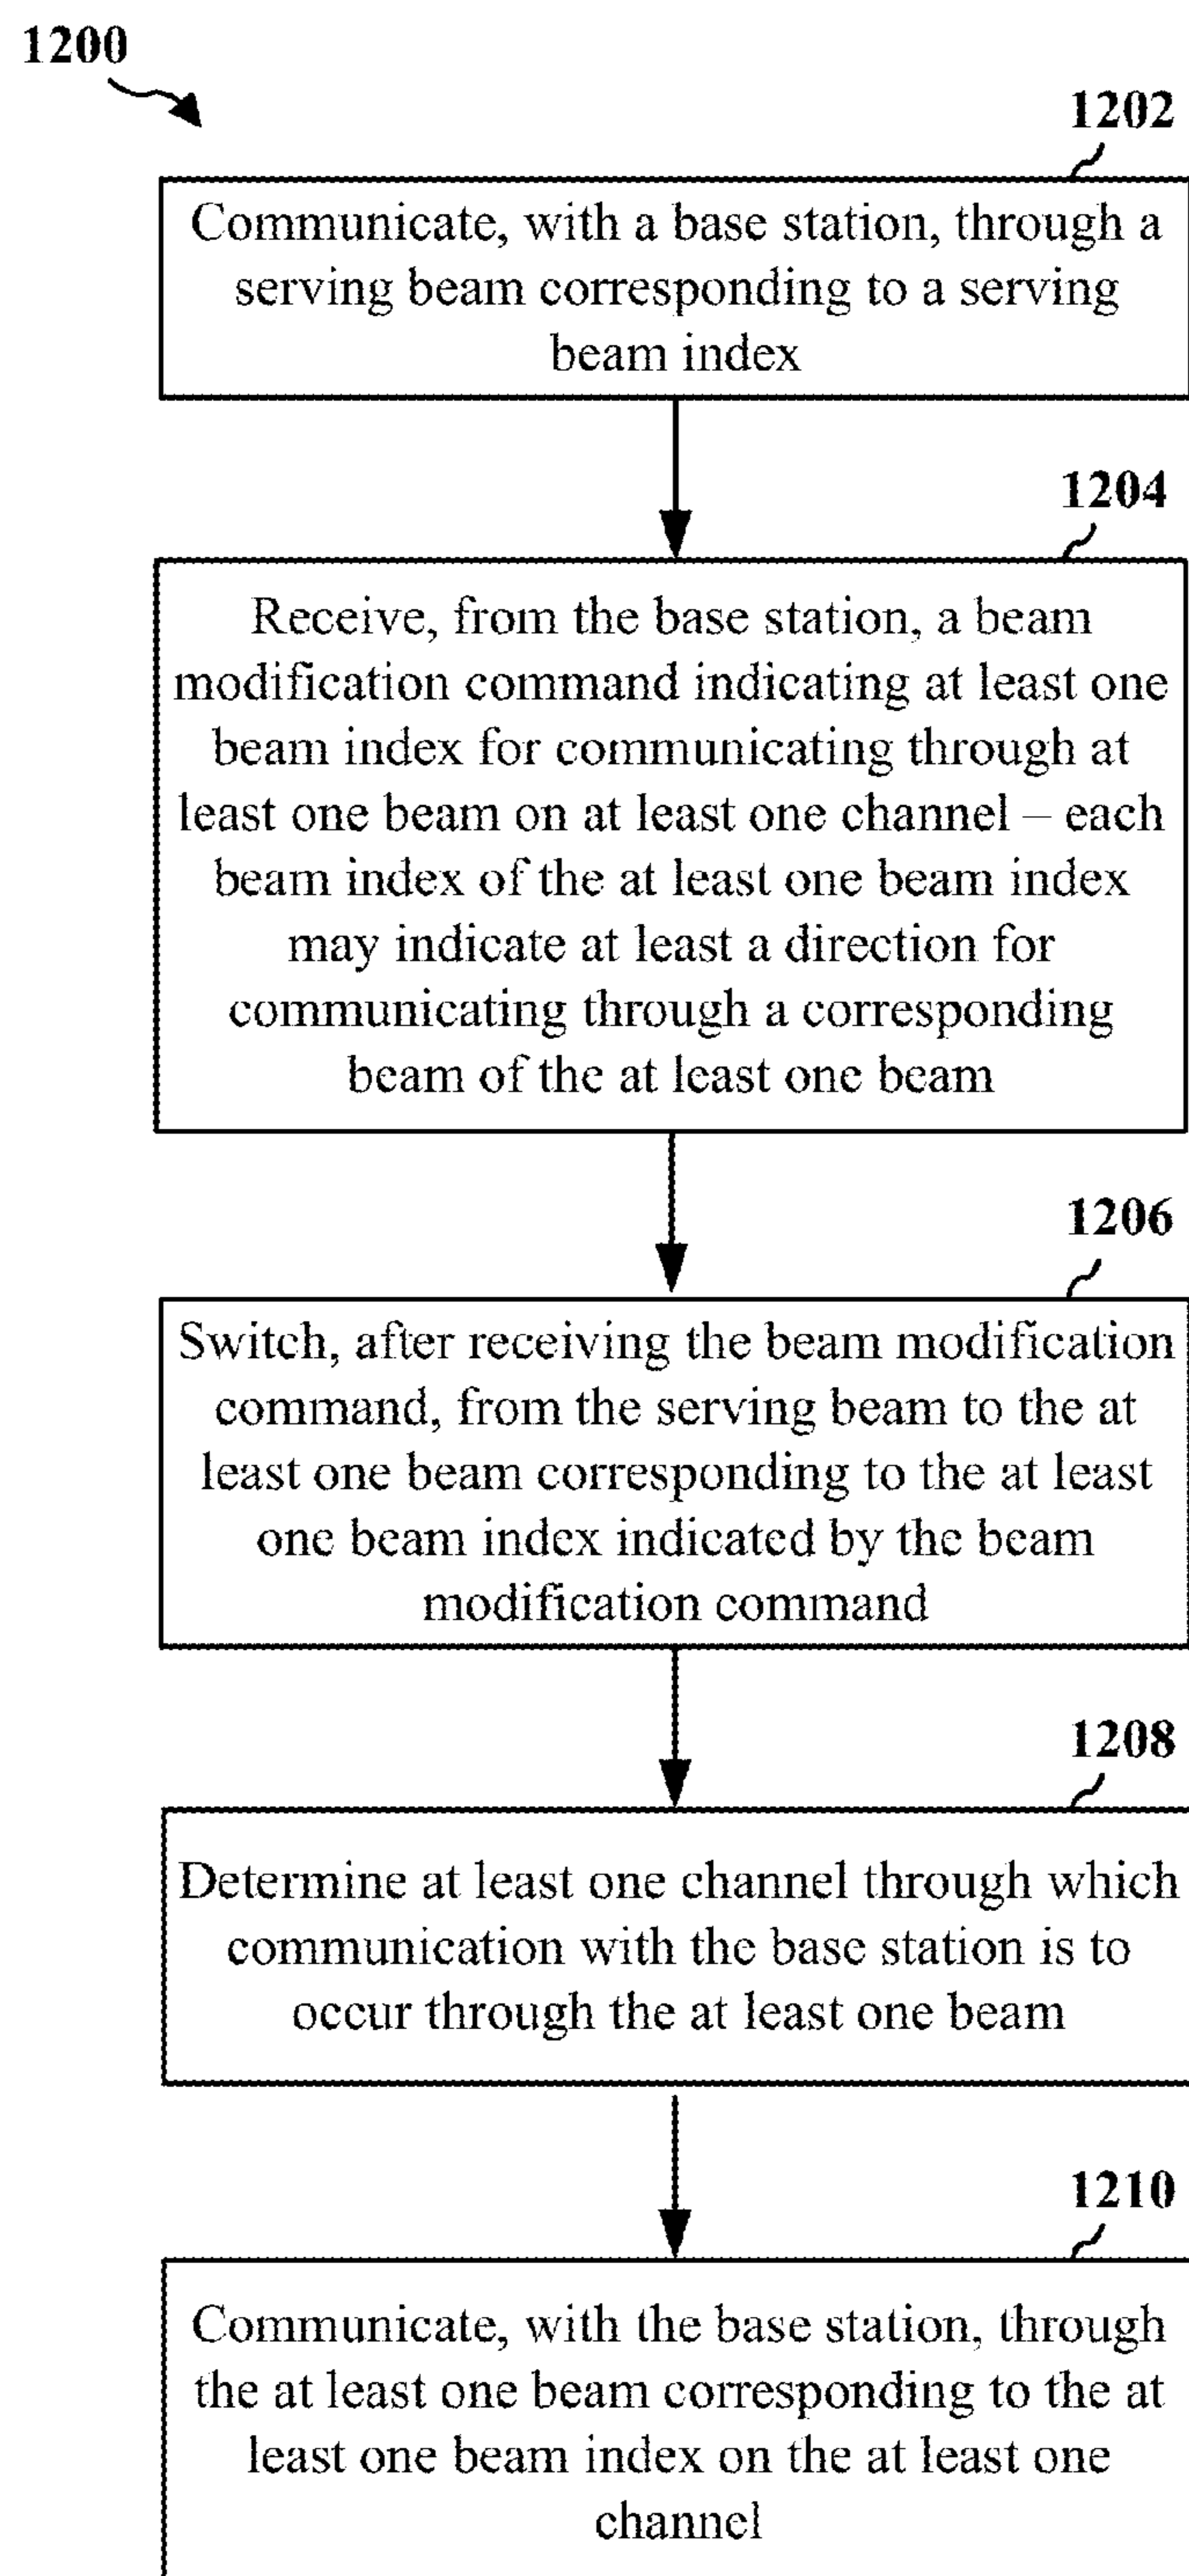 1200
1202
Communicate, with a base station, through a
serving beam corresponding to a serving
beam index
1204
Receive, from the base station, a beam
modification command indicating at least one
beam index for communicating through at
least one beam on at least one channel – each
beam index of the at least one beam index
may indicate at least a direction for
communicating through a corresponding
beam of the at least one beam
1206
Switch, after receiving the beam modification
command, from the serving beam to the at
least one beam corresponding to the at least
one beam index indicated by the beam
modification command
1208
Determine at least one channel through which
communication with the base station is to
occur through the at least one beam
1210
Communicate, with the base station, through
the at least one beam corresponding to the at
least one beam index on the at least one
channel